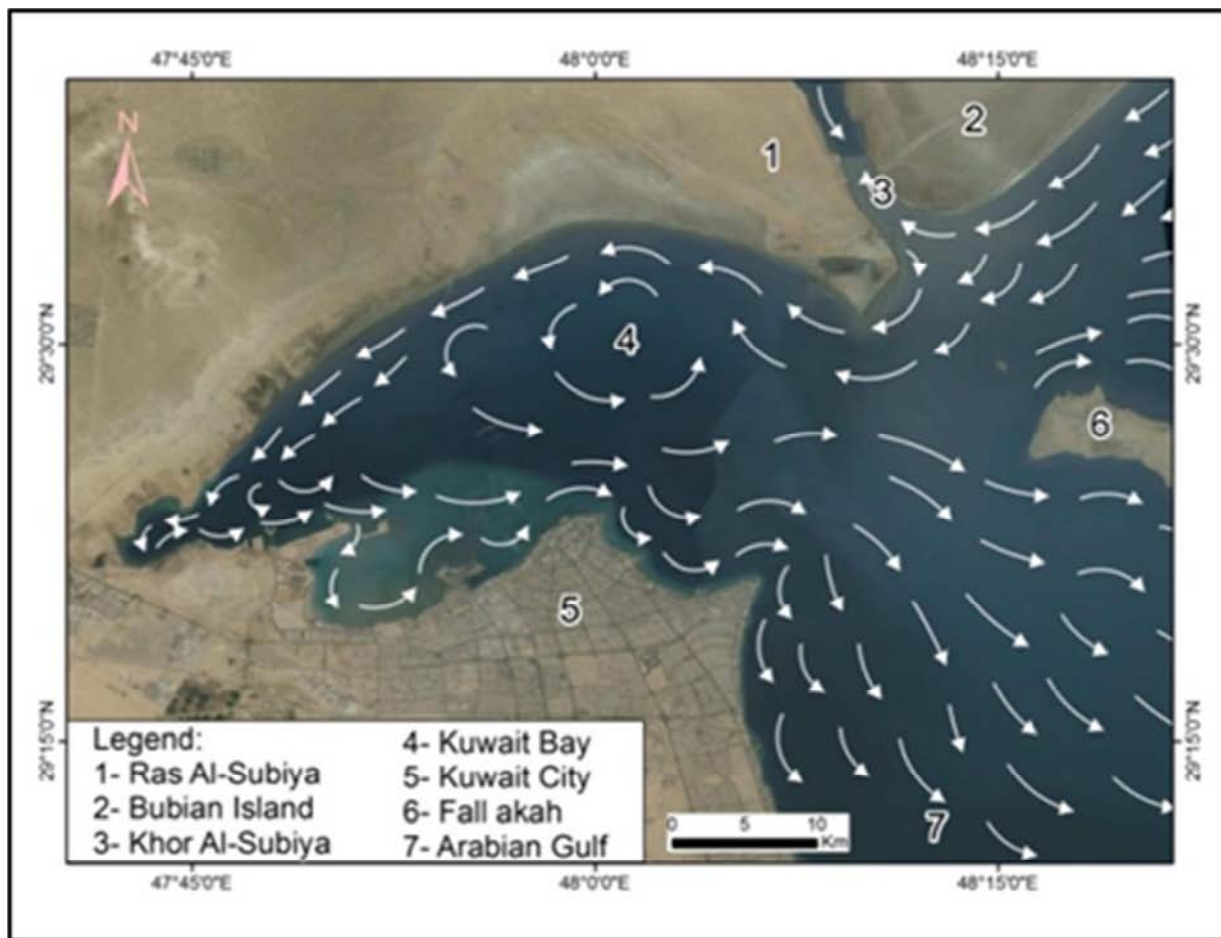 47°45'0"E 48°0'0"E 48°15'0"E
N
1
2
3
29°30'0"N
29°30'0"N
4
6
5
29°15'0"N
29°15'0"N
Legend:
1- Ras Al-Subiya
2- Bubian Island
3- Khor Al-Subiya
4- Kuwait Bay
5- Kuwait City
6- Fall akah
7- Arabian Gulf
0 5 10
Km
7
47°45'0"E 48°0'0"E 48°15'0"E